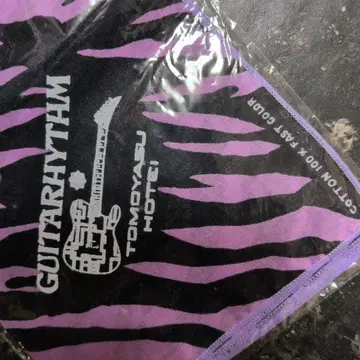 GUITARHYTHM
TOMOYASU
HOTEI
COTTON 100% FAST COLOR